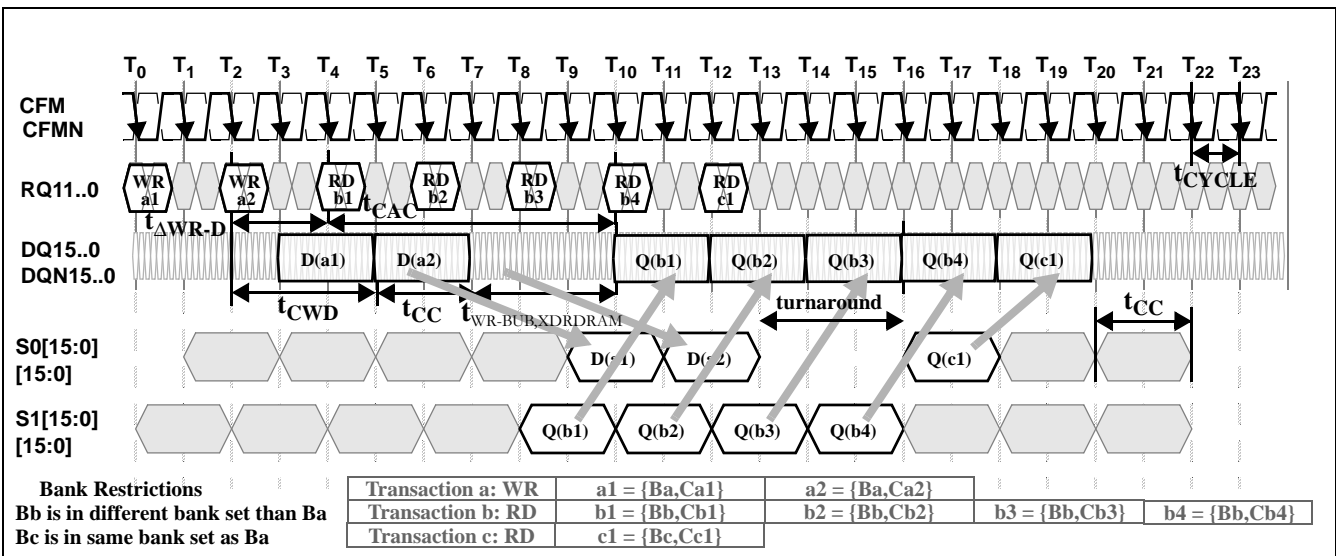 T0 T1 T2 T3 T4 T5 T6 T7 T8 T9 T10 T11 T12 T13 T14 T15 T16 T17 T18 T19 T20 T21 T22 T23
CFM
CFMN
RQ11..0
WR a1
WR a2
RD b1
RD b2
RD b3
RD b4
RD c1
tCYCLE
tΔWR-D
tCAC
DQ15..0
DQN15..0
D(a1) D(a2) Q(b1) Q(b2) Q(b3) Q(b4) Q(c1)
tCWD tCC tWR-BUB,XDRDRAM turnaround tCC
S0[15:0]
[15:0]
D(a1) D(a2) Q(c1)
S1[15:0]
[15:0]
Q(b1) Q(b2) Q(b3) Q(b4)
Bank Restrictions
Bb is in different bank set than Ba
Bc is in same bank set as Ba
Transaction a: WR a1 = {Ba,Ca1} a2 = {Ba,Ca2}
Transaction b: RD b1 = {Bb,Cb1} b2 = {Bb,Cb2} b3 = {Bb,Cb3} b4 = {Bb,Cb4}
Transaction c: RD c1 = {Bc,Cc1}